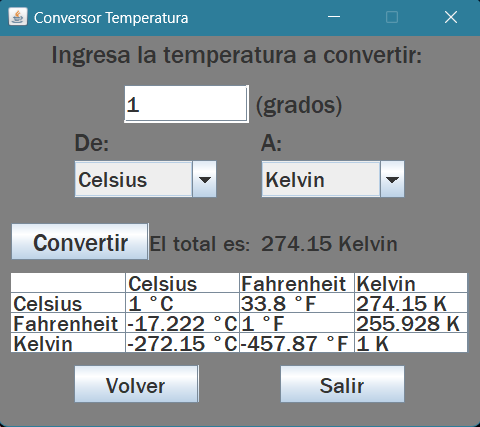 Conversor Temperatura
Ingresa la temperatura a convertir:
1 (grados)
De: A:
Celsius Kelvin
Convertir El total es: 274.15 Kelvin
Celsius Fahrenheit Kelvin
Celsius 1 °C 33.8 °F 274.15 K
Fahrenheit -17.222 °C 1 °F 255.928 K
Kelvin -272.15 °C -457.87 °F 1 K
Volver Salir